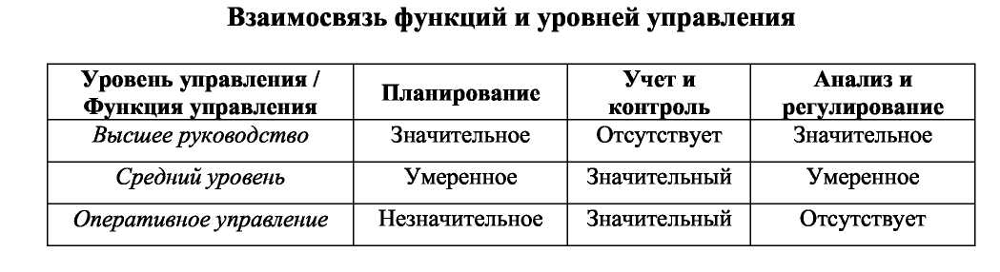 Взаимосвязь функций и уровней управления
Уровень управления / Функция управления Планирование Учет и контроль Анализ и регулирование
Высшее руководство Значительное Отсутствует Значительное
Средний уровень Умеренное Значительный Умеренное
Оперативное управление Незначительное Значительный Отсутствует